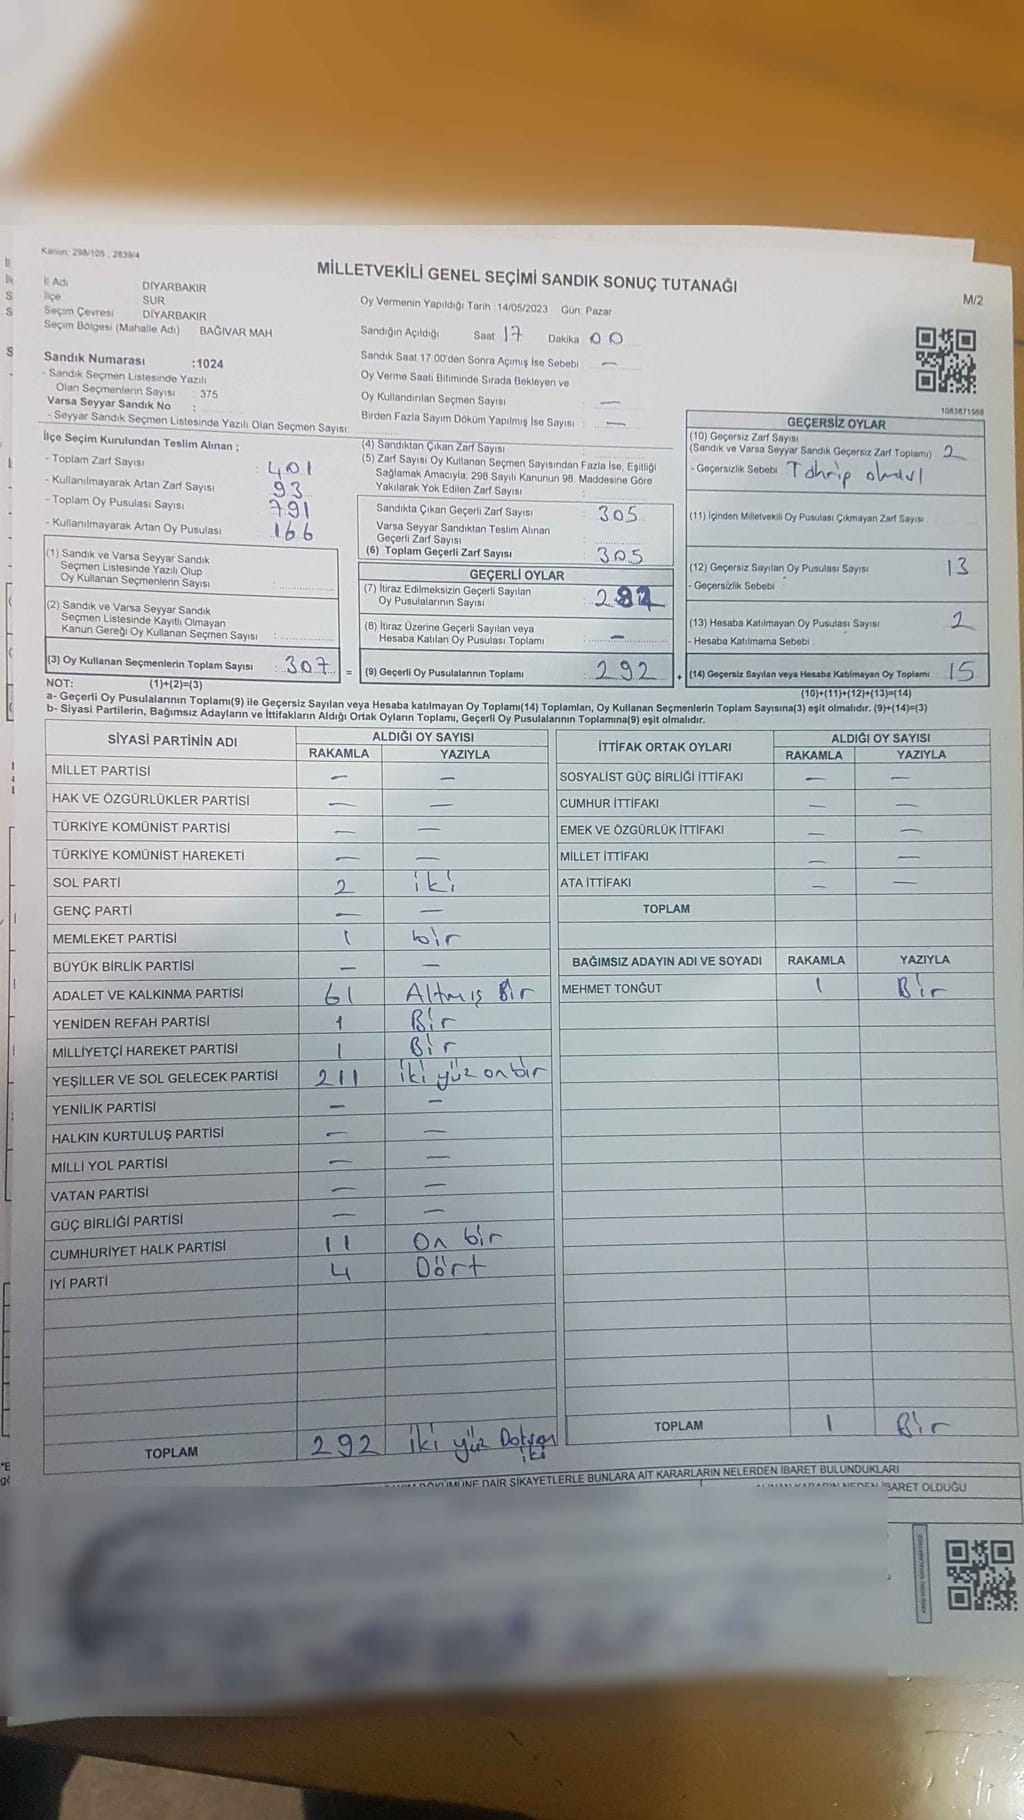 Kanun: 298/105 , 2839/4
MİLLETVEKİLİ GENEL SEÇİMİ SANDIK SONUÇ TUTANAĞI
M/2
İl Adı DİYARBAKIR
İlçe SUR
Seçim Çevresi DİYARBAKIR
Seçim Bölgesi (Mahalle Adı) BAĞIVAR MAH
Sandık Numarası :1024
- Sandık Seçmen Listesinde Yazılı
Olan Seçmenlerin Sayısı : 375
Varsa Seyyar Sandık No :
- Seyyar Sandık Seçmen Listesinde Yazılı Olan Seçmen Sayısı:
Oy Vermenin Yapıldığı Tarih :14/05/2023 Gün: Pazar
Sandığın Açıldığı Saat 17 Dakika 00
Sandık Saat 17:00'den Sonra Açımış İse Sebebi : —
Oy Verme Saati Bitiminde Sırada Bekleyen ve
Oy Kullandırılan Seçmen Sayısı : —
Birden Fazla Sayım Döküm Yapılmış İse Sayısı : —
1083871568
İlçe Seçim Kurulundan Teslim Alınan ;
- Toplam Zarf Sayısı : 401
- Kullanılmayarak Artan Zarf Sayısı : 93
- Toplam Oy Pusulası Sayısı : 791
- Kullanılmayarak Artan Oy Pusulası : 166
(1) Sandık ve Varsa Seyyar Sandık
Seçmen Listesinde Yazılı Olup
Oy Kullanan Seçmenlerin Sayısı :
(2) Sandık ve Varsa Seyyar Sandık
Seçmen Listesinde Kayıtlı Olmayan
Kanun Gereği Oy Kullanan Seçmen Sayısı :
(3) Oy Kullanan Seçmenlerin Toplam Sayısı : 307
(4) Sandıktan Çıkan Zarf Sayısı :
(5) Zarf Sayısı Oy Kullanan Seçmen Sayısından Fazla İse, Eşitliği
Sağlamak Amacıyla, 298 Sayılı Kanunun 98. Maddesine Göre
Yakılarak Yok Edilen Zarf Sayısı :
Sandıkta Çıkan Geçerli Zarf Sayısı : 305
Varsa Seyyar Sandıktan Teslim Alınan
Geçerli Zarf Sayısı :
(6) Toplam Geçerli Zarf Sayısı : 305
GEÇERLİ OYLAR
(7) İtiraz Edilmeksizin Geçerli Sayılan
Oy Pusulalarının Sayısı : 292
(8) İtiraz Üzerine Geçerli Sayılan veya
Hesaba Katılan Oy Pusulası Toplamı : —
= (9) Geçerli Oy Pusulalarının Toplamı : 292
GEÇERSİZ OYLAR
(10) Geçersiz Zarf Sayısı
(Sandık ve Varsa Seyyar Sandık Geçersiz Zarf Toplamı) : 2
- Geçersizlik Sebebi :
(11) İçinden Milletvekili Oy Pusulası Çıkmayan Zarf Sayısı :
(12) Geçersiz Sayılan Oy Pusulası Sayısı : 13
- Geçersizlik Sebebi :
(13) Hesaba Katılmayan Oy Pusulası Sayısı : 2
- Hesaba Katılmama Sebebi :
+ (14) Geçersiz Sayılan veya Hesaba Katılmayan Oy Toplamı : 15
NOT: (1)+(2)=(3)
(10)+(11)+(12)+(13)=(14)
a- Geçerli Oy Pusulalarının Toplamı(9) ile Geçersiz Sayılan veya Hesaba katılmayan Oy Toplamı(14) Toplamları, Oy Kullanan Seçmenlerin Toplam Sayısına(3) eşit olmalıdır. (9)+(14)=(3)
b- Siyasi Partilerin, Bağımsız Adayların ve İttifakların Aldığı Ortak Oyların Toplamı, Geçerli Oy Pusulalarının Toplamına(9) eşit olmalıdır.
SİYASİ PARTİNİN ADI ALDIĞI OY SAYISI
RAKAMLA YAZIYLA
MİLLET PARTİSİ — —
HAK VE ÖZGÜRLÜKLER PARTİSİ — —
TÜRKİYE KOMÜNİST PARTİSİ — —
TÜRKİYE KOMÜNİST HAREKETİ — —
SOL PARTİ 2 iki
GENÇ PARTİ — —
MEMLEKET PARTİSİ 1 bir
BÜYÜK BİRLİK PARTİSİ — —
ADALET VE KALKINMA PARTİSİ 61 Altmış Bir
YENİDEN REFAH PARTİSİ 1 Bir
MİLLİYETÇİ HAREKET PARTİSİ 1 Bir
YEŞİLLER VE SOL GELECEK PARTİSİ 211 iki yüz on bir
YENİLİK PARTİSİ — —
HALKIN KURTULUŞ PARTİSİ — —
MİLLİ YOL PARTİSİ — —
VATAN PARTİSİ — —
GÜÇ BİRLİĞİ PARTİSİ — —
CUMHURİYET HALK PARTİSİ 11 On bir
İYİ PARTİ 4 Dört
TOPLAM 292 iki yüz Doksan
iki
İTTİFAK ORTAK OYLARI ALDIĞI OY SAYISI
RAKAMLA YAZIYLA
SOSYALİST GÜÇ BİRLİĞİ İTTİFAKI — —
CUMHUR İTTİFAKI — —
EMEK VE ÖZGÜRLÜK İTTİFAKI — —
MİLLET İTTİFAKI — —
ATA İTTİFAKI — —
TOPLAM
BAĞIMSIZ ADAYIN ADI VE SOYADI RAKAMLA YAZIYLA
MEHMET TONĞUT 1 Bir
TOPLAM 1 Bir
DÖKÜMÜNE DAİR ŞİKAYETLERLE BUNLARA AİT KARARLARIN NELERDEN İBARET BULUNDUKLARI
ALINAN KARARIN NEDEN İBARET OLDUĞU